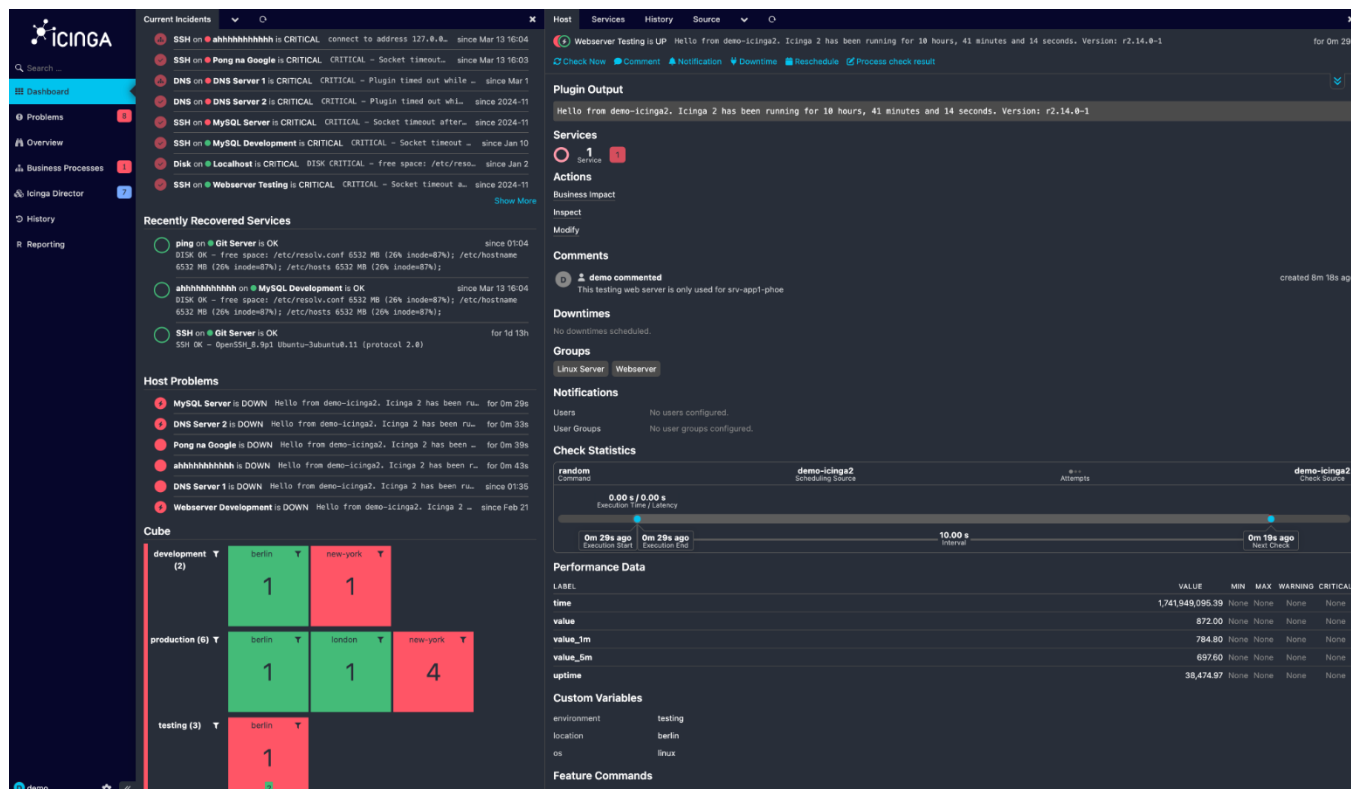 icinga
Search ...
Dashboard
Problems 8
Overview
Business Processes 1
Icinga Director 7
History
R Reporting
demo
Current Incidents
SSH on ahhhhhhhhhhh is CRITICAL connect to address 127.0.0… since Mar 13 16:04
SSH on Pong na Google is CRITICAL CRITICAL - Socket timeout… since Mar 13 16:03
DNS on DNS Server 1 is CRITICAL CRITICAL - Plugin timed out while … since Mar 1
DNS on DNS Server 2 is CRITICAL CRITICAL - Plugin timed out whi… since 2024-11
SSH on MySQL Server is CRITICAL CRITICAL - Socket timeout after… since 2024-11
SSH on MySQL Development is CRITICAL CRITICAL - Socket timeout … since Jan 10
Disk on Localhost is CRITICAL DISK CRITICAL - free space: /etc/reso… since Jan 2
SSH on Webserver Testing is CRITICAL CRITICAL - Socket timeout a… since 2024-11
Show More
Recently Recovered Services
ping on Git Server is OK since 01:04
DISK OK - free space: /etc/resolv.conf 6532 MB (26% inode=87%); /etc/hostname
6532 MB (26% inode=87%); /etc/hosts 6532 MB (26% inode=87%);
ahhhhhhhhhhh on MySQL Development is OK since Mar 13 16:04
DISK OK - free space: /etc/resolv.conf 6532 MB (26% inode=87%); /etc/hostname
6532 MB (26% inode=87%); /etc/hosts 6532 MB (26% inode=87%);
SSH on Git Server is OK for 1d 13h
SSH OK - OpenSSH_8.9p1 Ubuntu-3ubuntu0.11 (protocol 2.0)
Host Problems
MySQL Server is DOWN Hello from demo-icinga2. Icinga 2 has been ru… for 0m 29s
DNS Server 2 is DOWN Hello from demo-icinga2. Icinga 2 has been ru… for 0m 33s
Pong na Google is DOWN Hello from demo-icinga2. Icinga 2 has been … for 0m 39s
ahhhhhhhhhhh is DOWN Hello from demo-icinga2. Icinga 2 has been r… for 0m 43s
DNS Server 1 is DOWN Hello from demo-icinga2. Icinga 2 has been ru… since 01:35
Webserver Development is DOWN Hello from demo-icinga2. Icinga 2 … since Feb 21
Cube
development (2) berlin new-york
1 1
production (6) berlin london new-york
1 1 4
testing (3) berlin
1
Host Services History Source
Webserver Testing is UP Hello from demo-icinga2. Icinga 2 has been running for 10 hours, 41 minutes and 14 seconds. Version: r2.14.0-1 for 0m 29
Check Now Comment Notification Downtime Reschedule Process check result
Plugin Output
Hello from demo-icinga2. Icinga 2 has been running for 10 hours, 41 minutes and 14 seconds. Version: r2.14.0-1
Services
1 Service 1
Actions
Business Impact
Inspect
Modify
Comments
D demo commented created 8m 18s ago
This testing web server is only used for srv-app1-phoe
Downtimes
No downtimes scheduled.
Groups
Linux Server Webserver
Notifications
Users No users configured.
User Groups No user groups configured.
Check Statistics
random demo-icinga2 demo-icinga2
Command Scheduling Source Attempts Check Source
0.00 s / 0.00 s
Execution Time / Latency
0m 29s ago 0m 29s ago 10.00 s 0m 19s ago
Execution Start Execution End Interval Next Check
Performance Data
LABEL VALUE MIN MAX WARNING CRITICAL
time 1,741,949,095.39 None None None None
value 872.00 None None None None
value_1m 784.80 None None None None
value_5m 697.60 None None None None
uptime 38,474.97 None None None None
Custom Variables
environment testing
location berlin
os linux
Feature Commands